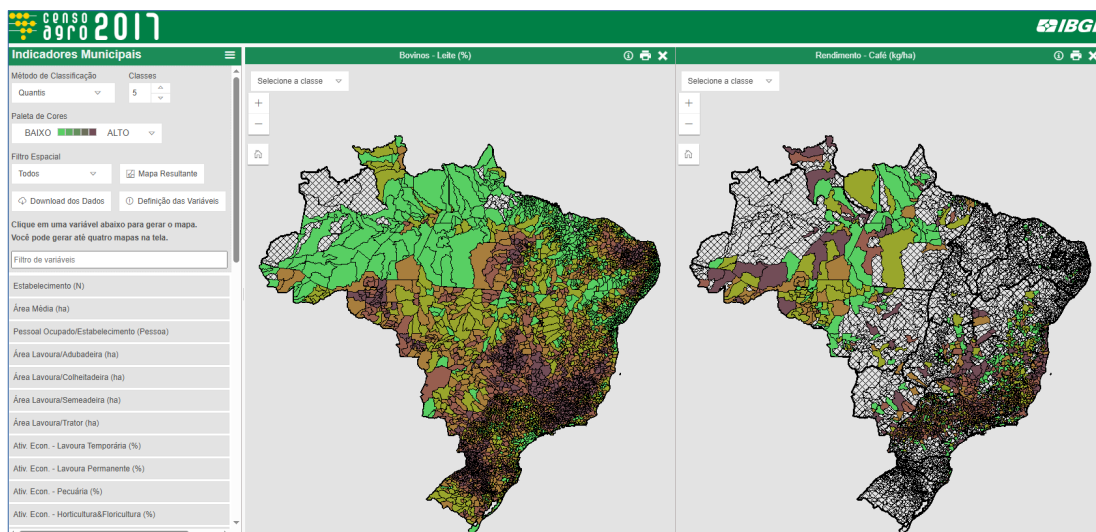 censo agro 2017
IBGE
Indicadores Municipais
Método de Classificação
Classes
Quantis
5
Paleta de Cores
BAIXO
ALTO
Filtro Espacial
Todos
Mapa Resultante
Download dos Dados
Definição das Variáveis
Clique em uma variável abaixo para gerar o mapa.
Você pode gerar até quatro mapas na tela.
Filtro de variáveis
Estabelecimento (N)
Área Média (ha)
Pessoal Ocupado/Estabelecimento (Pessoa)
Área Lavoura/Adubadeira (ha)
Área Lavoura/Colheitadeira (ha)
Área Lavoura/Semeadeira (ha)
Área Lavoura/Trator (ha)
Ativ. Econ. - Lavoura Temporária (%)
Ativ. Econ. - Lavoura Permanente (%)
Ativ. Econ. - Pecuária (%)
Ativ. Econ. - Horticultura&Floricultura (%)
Bovinos - Leite (%)
Selecione a classe
+
−
Rendimento - Café (kg/ha)
Selecione a classe
+
−